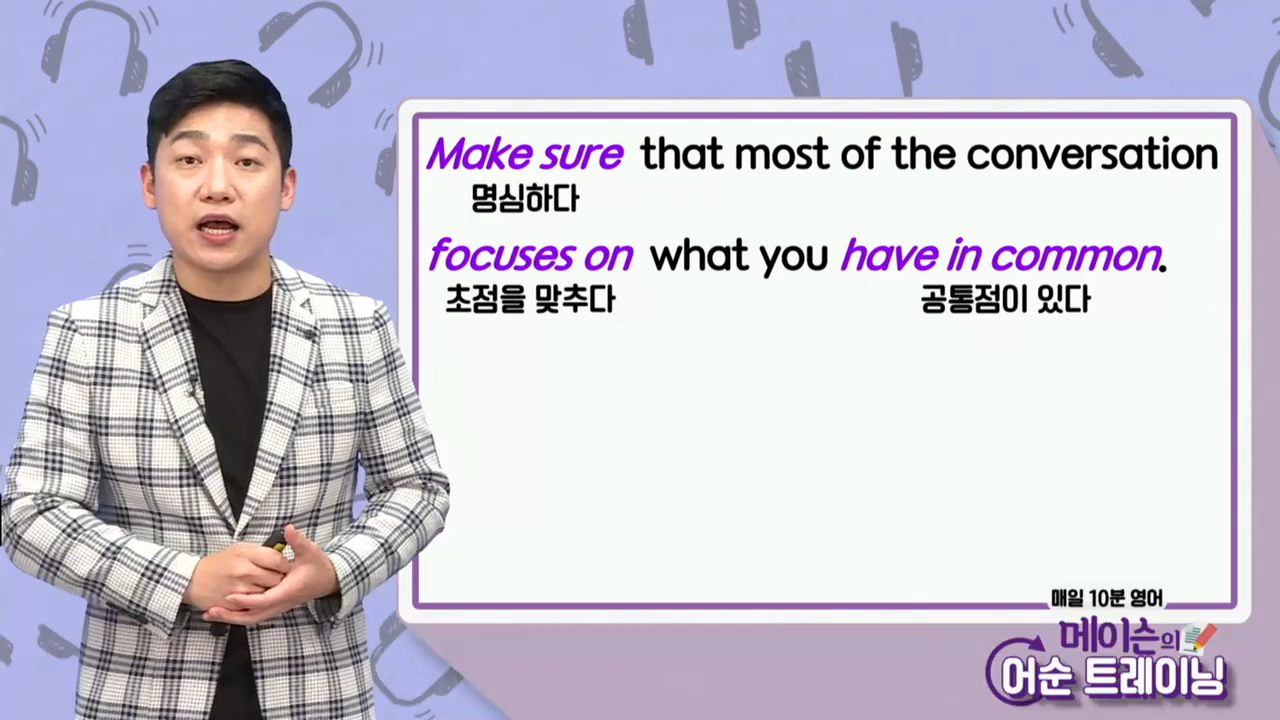 Make sure that most of the conversation
명심하다
focuses on what you have in common.
초점을 맞추다 공통점이 있다
매일 10분 영어
메이슨의
어순 트레이닝